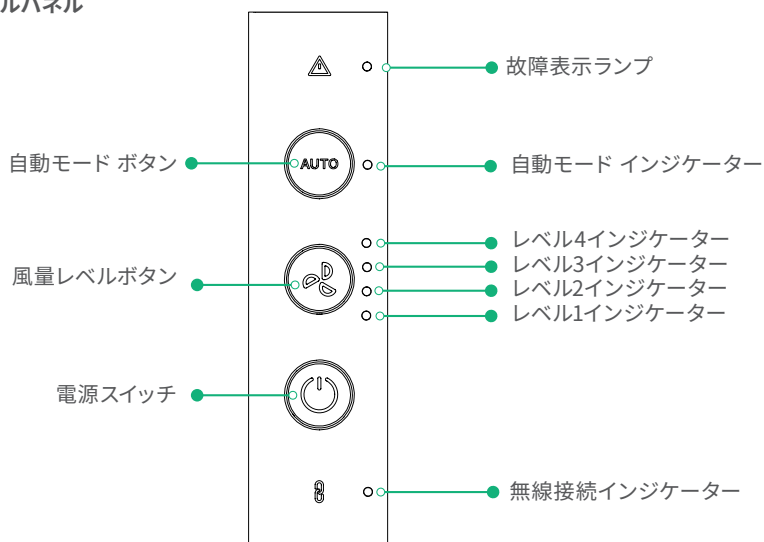 ルパネル
故障表示ランプ
自動モード ボタン
AUTO
自動モード インジケーター
レベル4インジケーター
レベル3インジケーター
風量レベルボタン
レベル2インジケーター
レベル1インジケーター
電源スイッチ
無線接続インジケーター